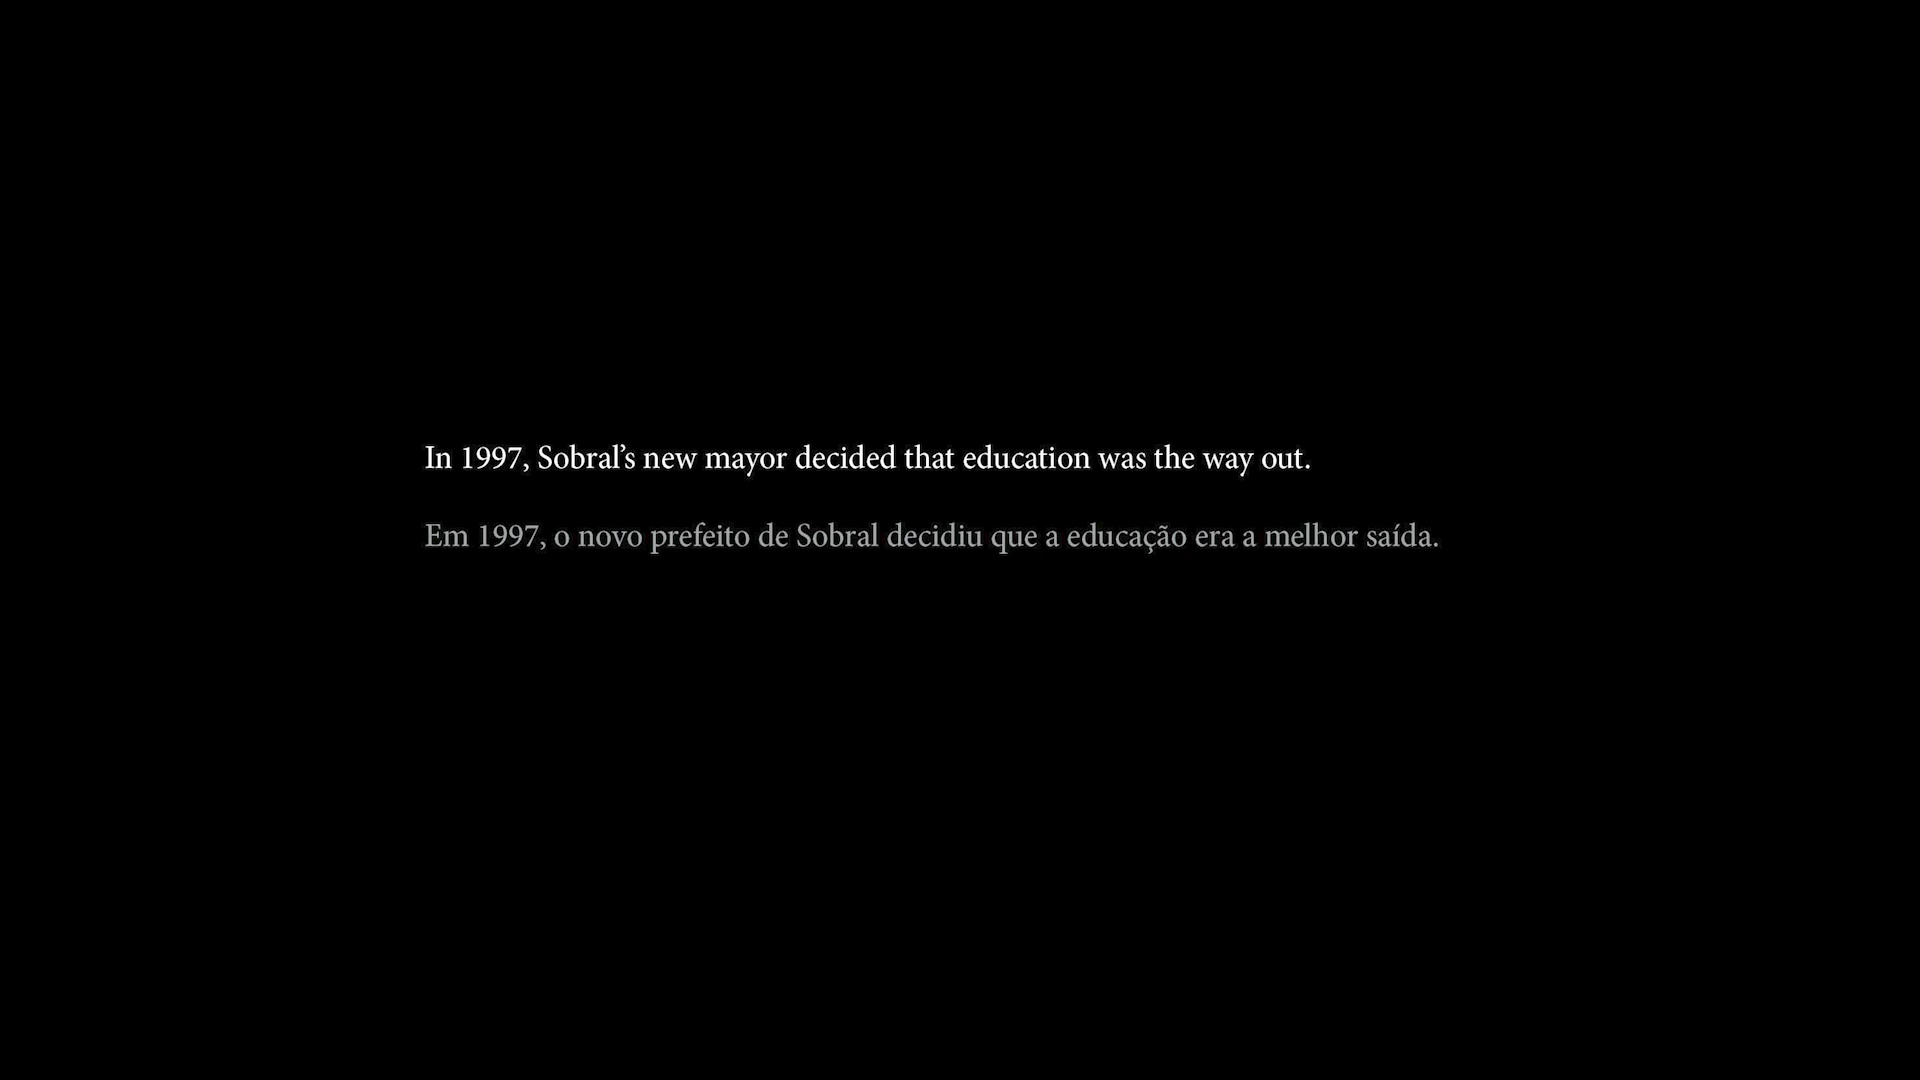 In 1997, Sobral’s new mayor decided that education was the way out.
Em 1997, o novo prefeito de Sobral decidiu que a educação era a melhor saída.